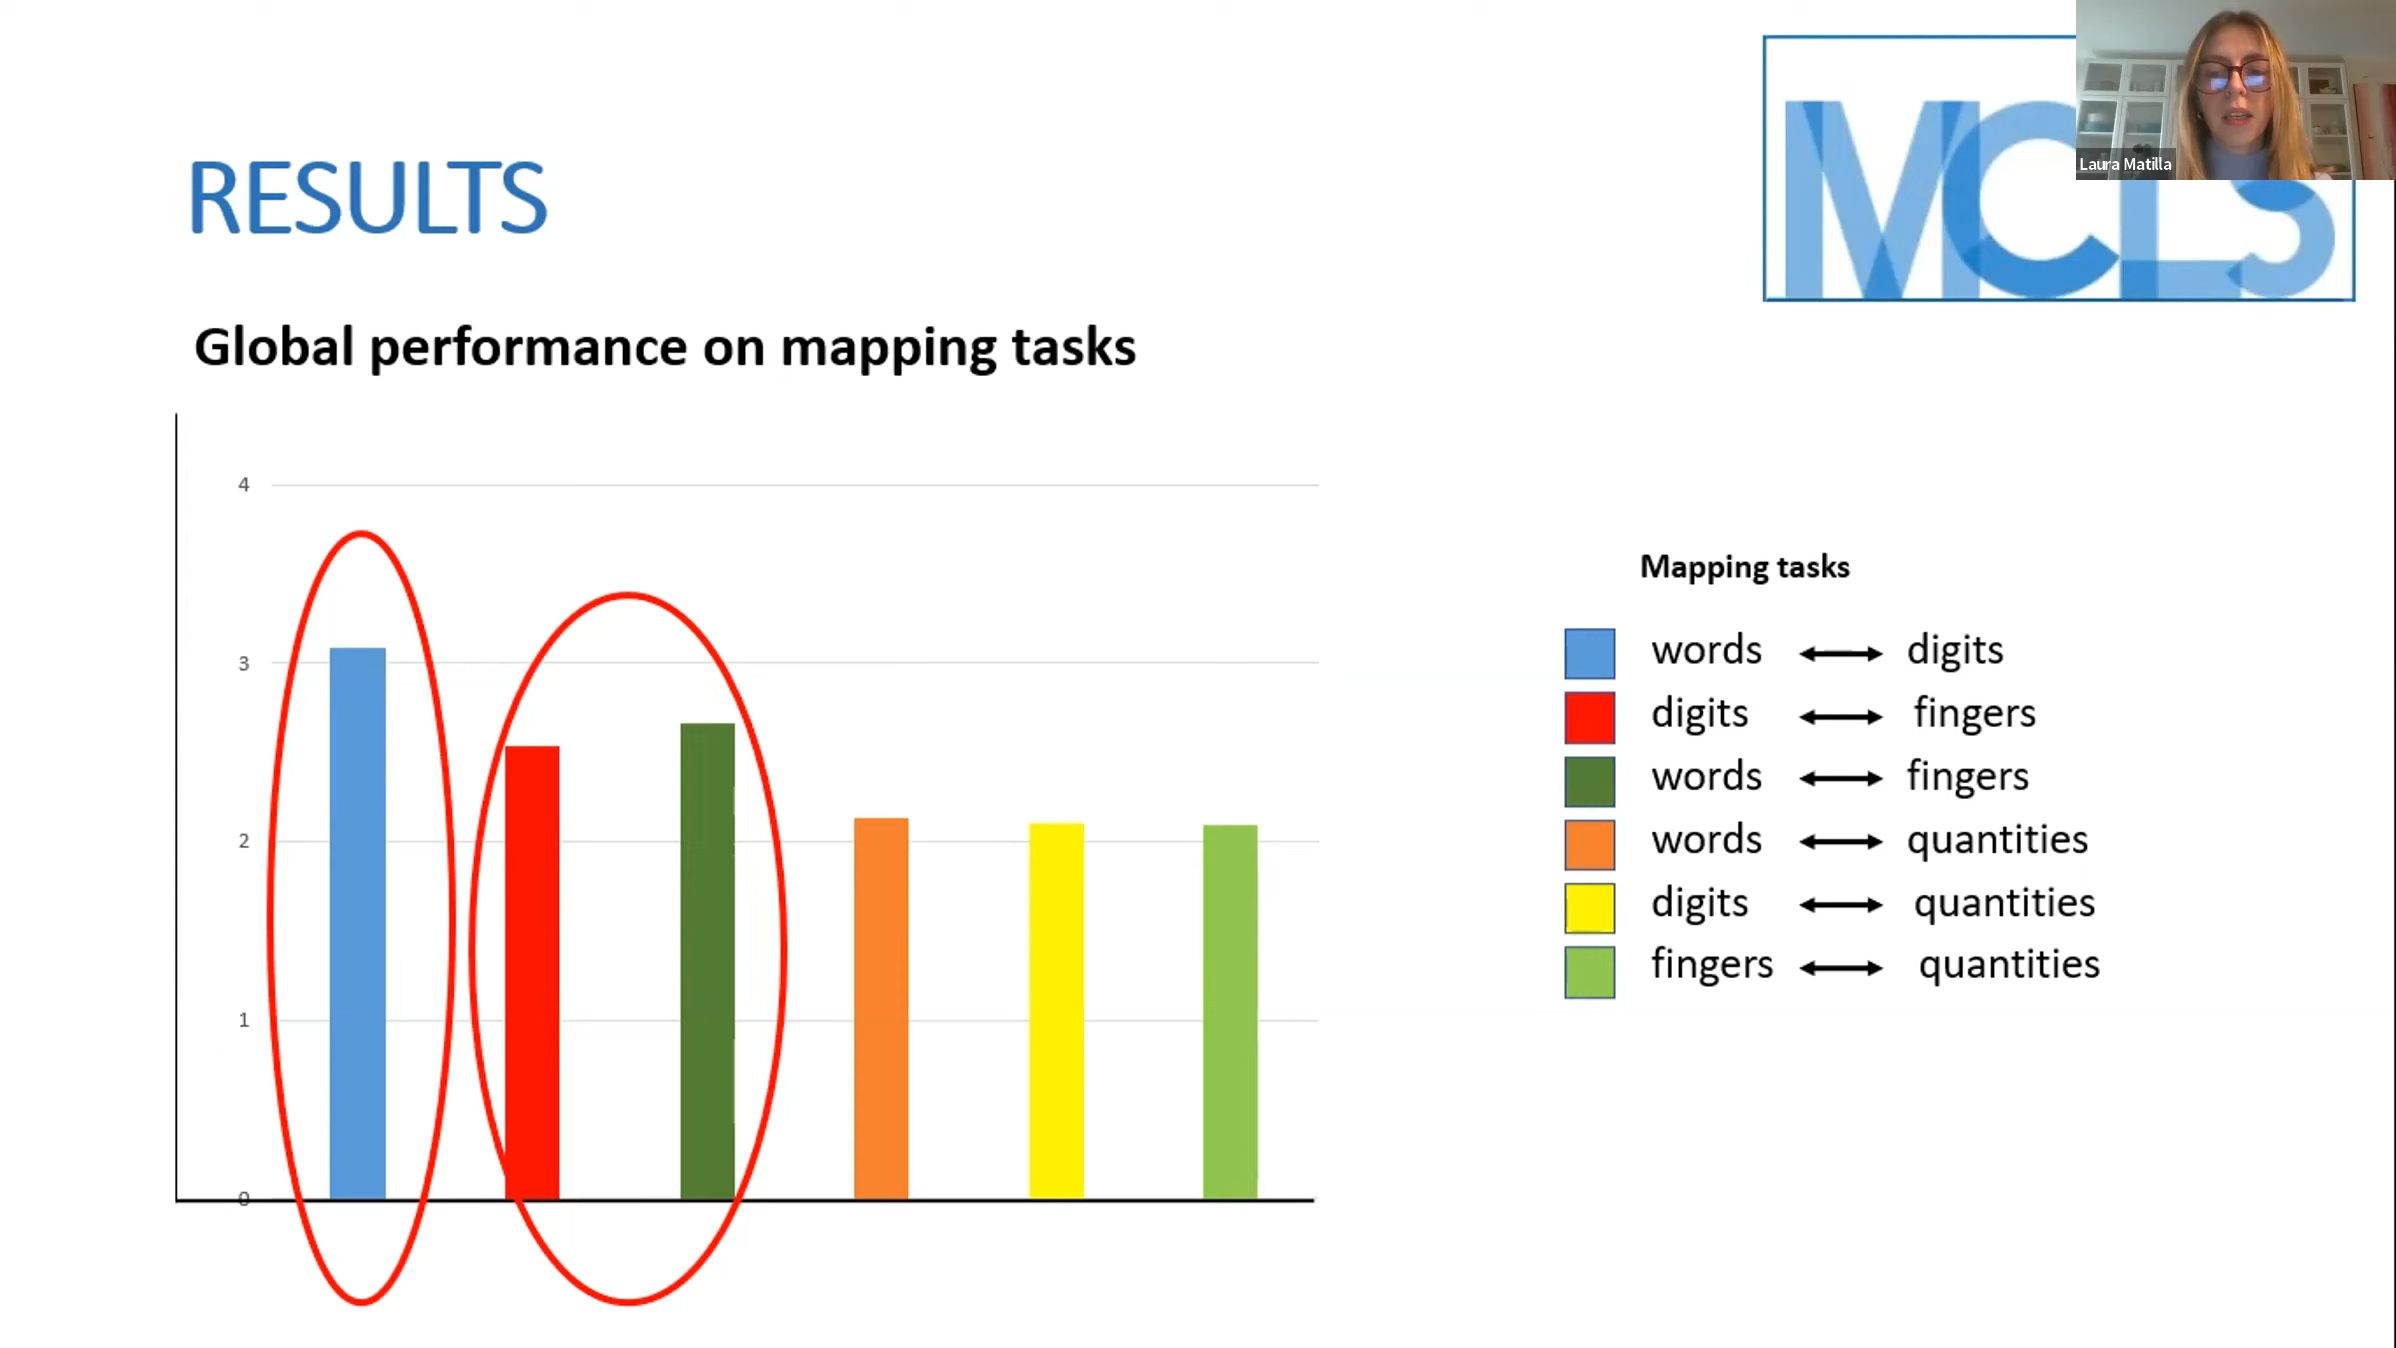 MCLS
Laura Matilla
RESULTS
Global performance on mapping tasks
4
3
2
1
0
Mapping tasks
words ⟷ digits
digits ⟷ fingers
words ⟷ fingers
words ⟷ quantities
digits ⟷ quantities
fingers ⟷ quantities